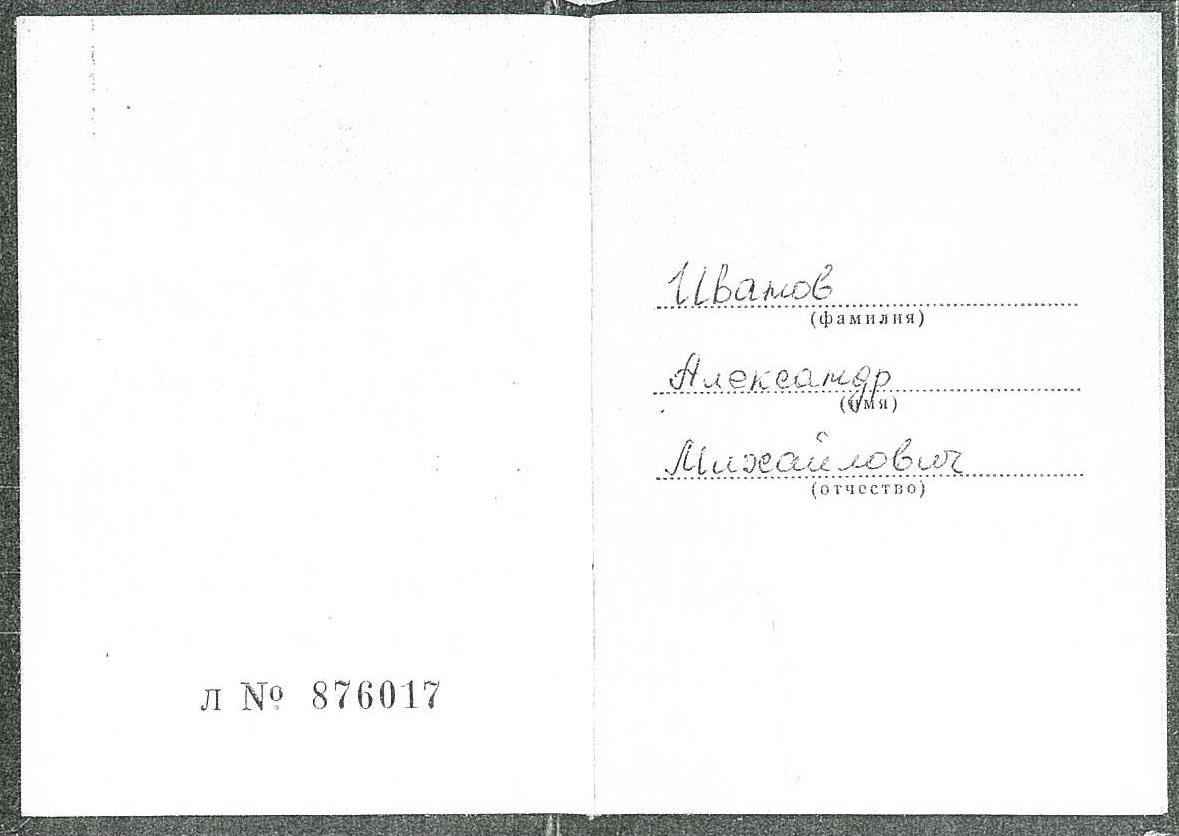 л № 876017
Иванов
(фамилия)
Александр
(имя)
Михайлович
(отчество)